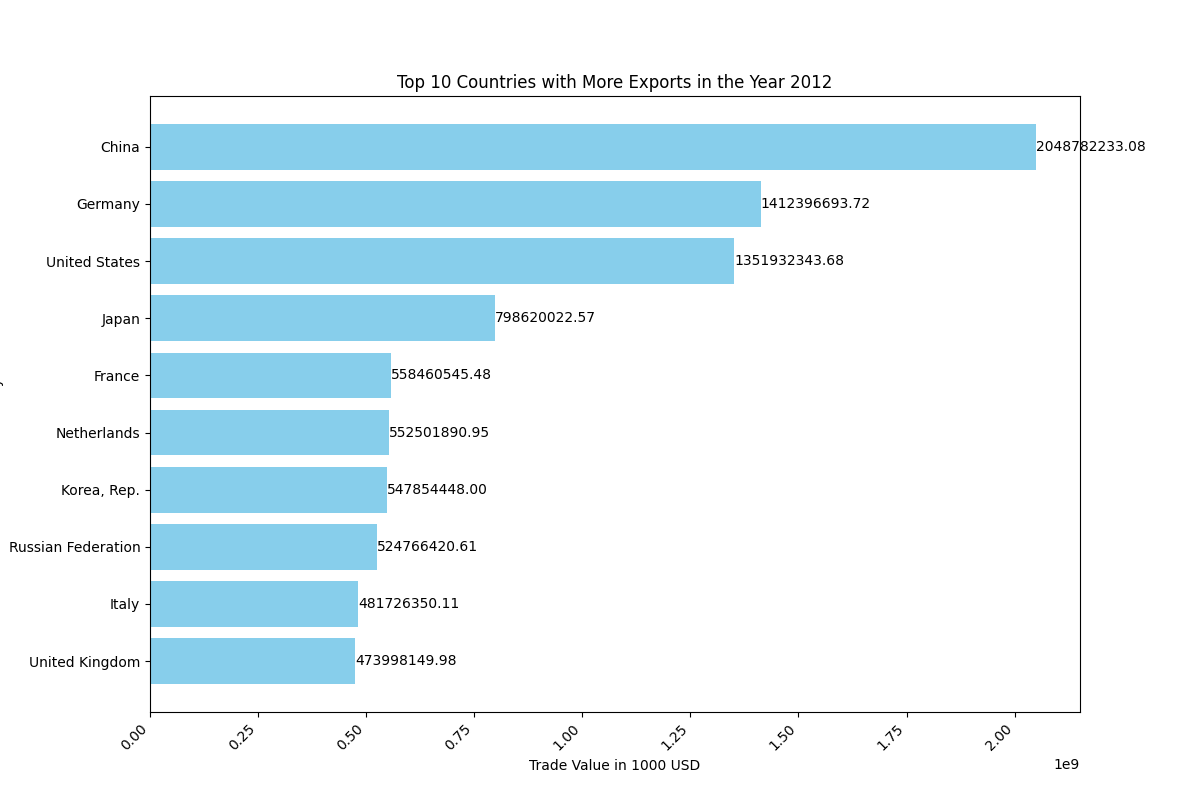 Top 10 Countries with More Exports in the Year 2012
China 2048782233.08
Germany 1412396693.72
United States 1351932343.68
Japan 798620022.57
France 558460545.48
Netherlands 552501890.95
Korea, Rep. 547854448.00
Russian Federation 524766420.61
Italy 481726350.11
United Kingdom 473998149.98
0.00 0.25 0.50 0.75 1.00 1.25 1.50 1.75 2.00
1e9
Trade Value in 1000 USD